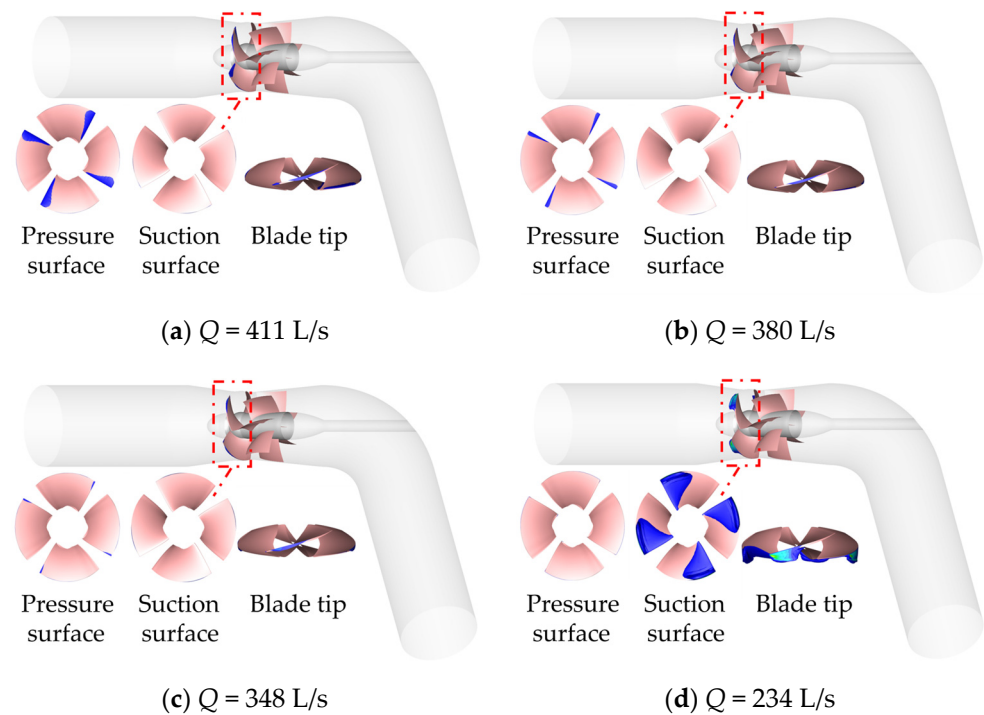 Pressure surface
Suction surface
Blade tip
(a) Q = 411 L/s
Pressure surface
Suction surface
Blade tip
(b) Q = 380 L/s
Pressure surface
Suction surface
Blade tip
(c) Q = 348 L/s
Pressure surface
Suction surface
Blade tip
(d) Q = 234 L/s